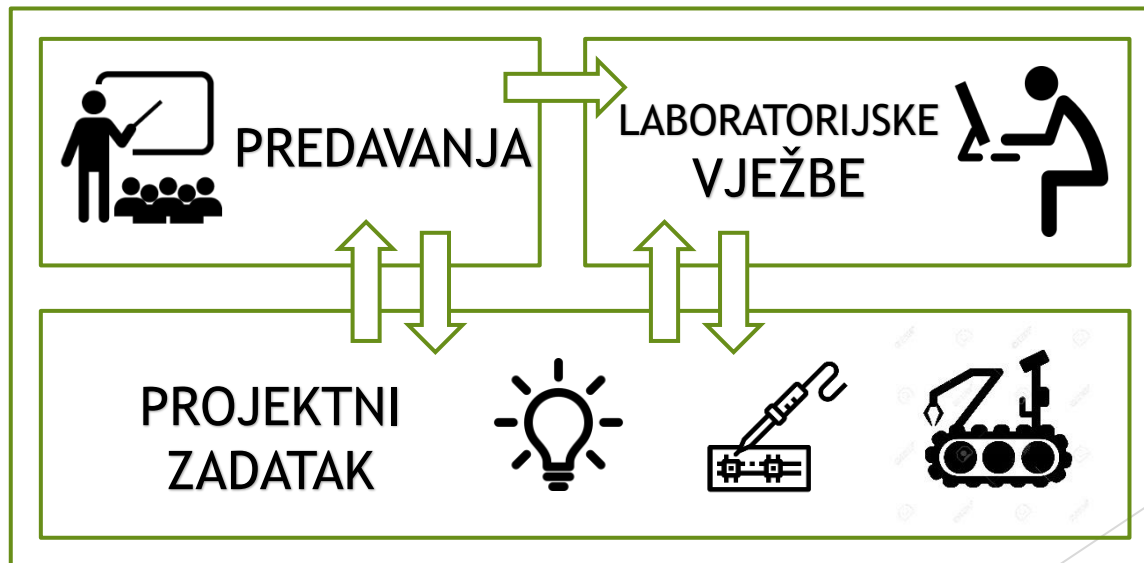 PREDAVANJA
LABORATORIJSKE
VJEŽBE
PROJEKTNI
ZADATAK